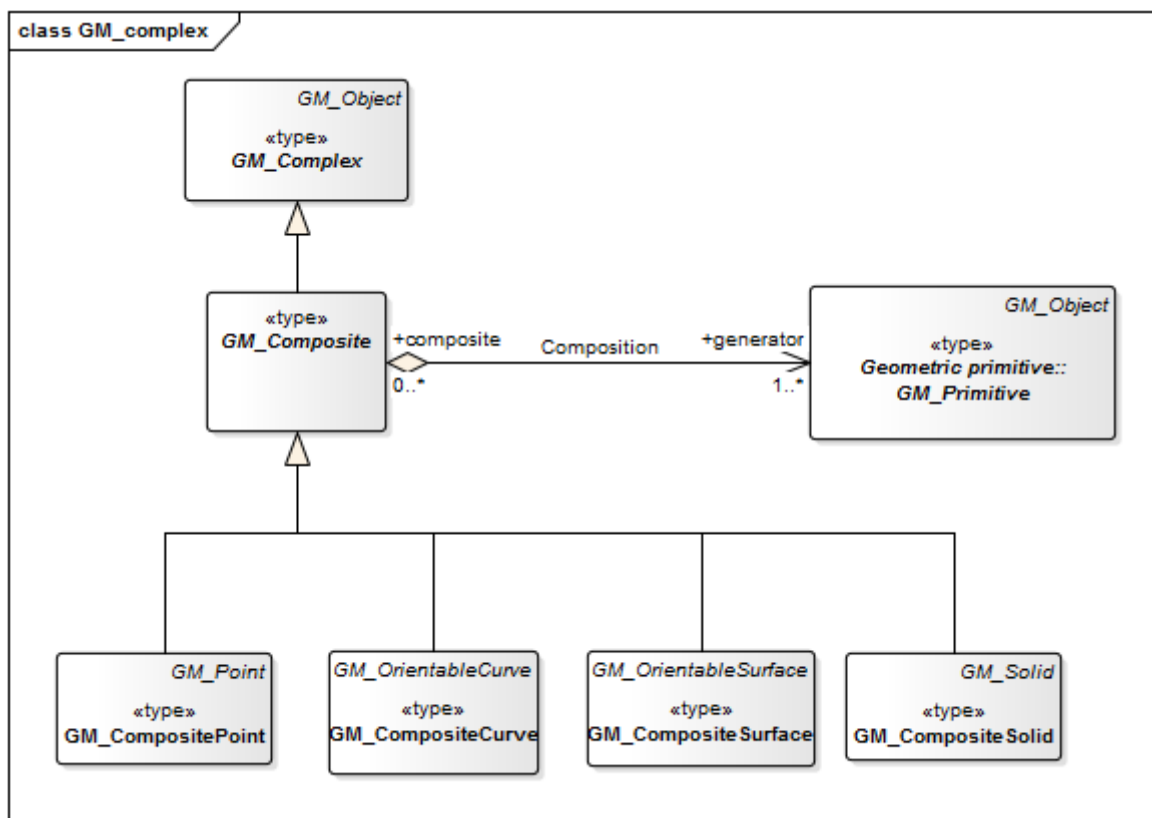 class GM_complex
GM_Object
«type»
GM_Complex
«type»
GM_Composite
+composite
0..*
Composition
+generator
1..*
GM_Object
«type»
Geometric primitive::
GM_Primitive
GM_Point
«type»
GM_CompositePoint
GM_OrientableCurve
«type»
GM_CompositeCurve
GM_OrientableSurface
«type»
GM_CompositeSurface
GM_Solid
«type»
GM_CompositeSolid